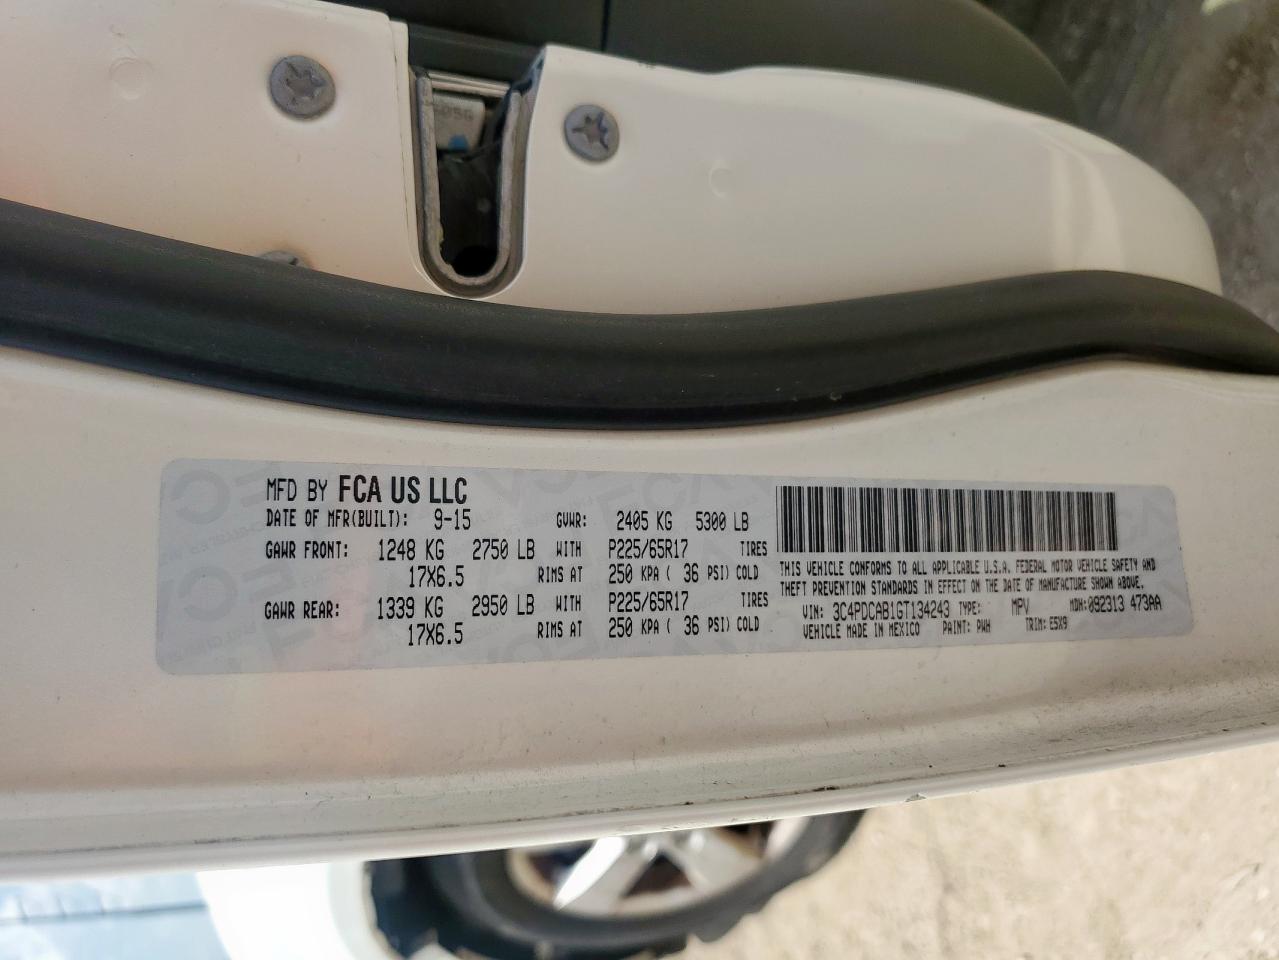 MFD BY FCA US LLC
DATE OF MFR(BUILT): 9-15 GVWR: 2405 KG 5300 LB
GAWR FRONT: 1248 KG 2750 LB WITH P225/65R17 TIRES
17X6.5 RIMS AT 250 KPA ( 36 PSI) COLD
GAWR REAR: 1339 KG 2950 LB WITH P225/65R17 TIRES
17X6.5 RIMS AT 250 KPA ( 36 PSI) COLD
THIS VEHICLE CONFORMS TO ALL APPLICABLE U.S.A. FEDERAL MOTOR VEHICLE SAFETY AND
THEFT PREVENTION STANDARDS IN EFFECT ON THE DATE OF MANUFACTURE SHOWN ABOVE.
VIN: 3C4PDCAB1GT134243 TYPE: MPV MDH: 092313 473AA
VEHICLE MADE IN MEXICO PAINT: PWH TRIM: E5X9